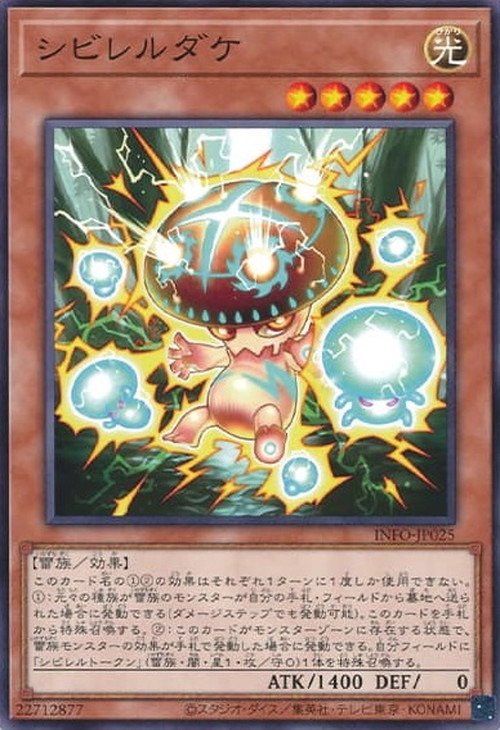 シビレルダケ
光
INFO-JP025
【雷族/効果】
このカード名の①②の効果はそれぞれ1ターンに1度しか使用できない。
①:元々の種族が雷族のモンスターが自分の手札・フィールドから墓地へ送ら
れた場合に発動できる(ダメージステップでも発動可能)。このカードを手札
から特殊召喚する。②:このカードがモンスターゾーンに存在する状態で、
雷族モンスターの効果が手札で発動した場合に発動できる。自分フィールドに
「シビレルトークン」(雷族・闇・星1・攻/守0)1体を特殊召喚する。
ATK/1400 DEF/ 0
22712877 ©スタジオ・ダイス/集英社・テレビ東京・KONAMI